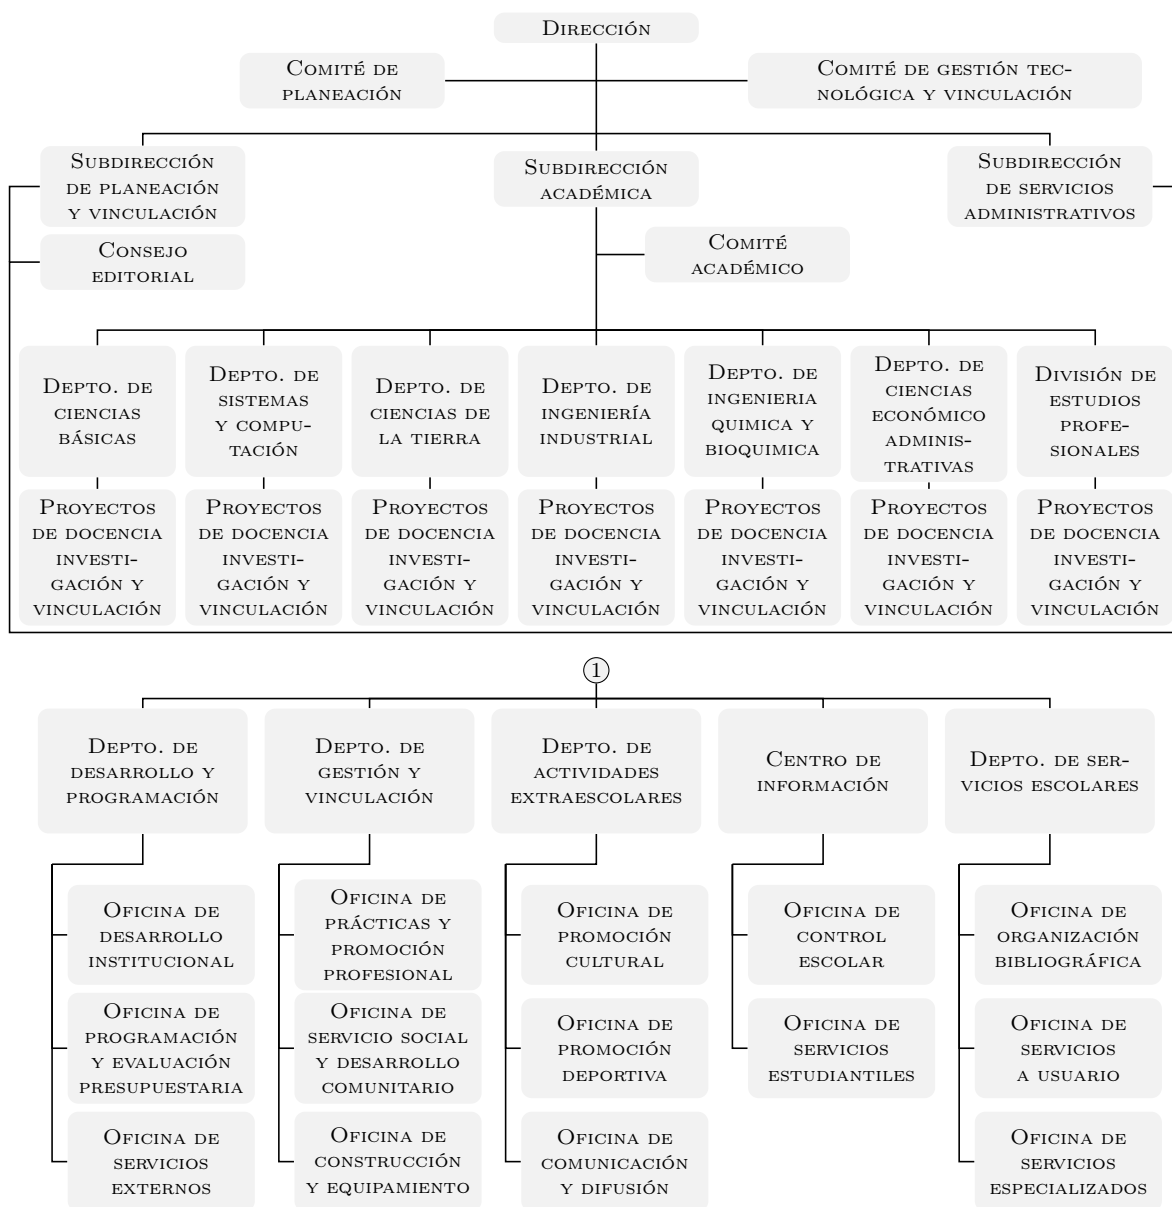 Dirección
Comité de
planeación
Comité de gestión tec-
nológica y vinculación
Subdirección
de planeación
y vinculación
Subdirección
académica
Subdirección
de servicios
administrativos
Consejo
editorial
Comité
académico
Depto. de
ciencias
básicas
Depto. de
sistemas
y compu-
tación
Depto. de
ciencias de
la tierra
Depto. de
ingeniería
industrial
Depto. de
ingenieria
quimica y
bioquimica
Depto. de
ciencias
económico
adminis-
trativas
División de
estudios
profe-
sionales
Proyectos
de docencia
investi-
gación y
vinculación
Proyectos
de docencia
investi-
gación y
vinculación
Proyectos
de docencia
investi-
gación y
vinculación
Proyectos
de docencia
investi-
gación y
vinculación
Proyectos
de docencia
investi-
gación y
vinculación
Proyectos
de docencia
investi-
gación y
vinculación
Proyectos
de docencia
investi-
gación y
vinculación
1
Depto. de
desarrollo y
programación
Depto. de
gestión y
vinculación
Depto. de
actividades
extraescolares
Centro de
información
Depto. de ser-
vicios escolares
Oficina de
desarrollo
institucional
Oficina de
prácticas y
promoción
profesional
Oficina de
promoción
cultural
Oficina de
control
escolar
Oficina de
organización
bibliográfica
Oficina de
programación
y evaluación
presupuestaria
Oficina de
servicio social
y desarrollo
comunitario
Oficina de
promoción
deportiva
Oficina de
servicios
estudiantiles
Oficina de
servicios
a usuario
Oficina de
servicios
externos
Oficina de
construcción
y equipamiento
Oficina de
comunicación
y difusión
Oficina de
servicios
especializados